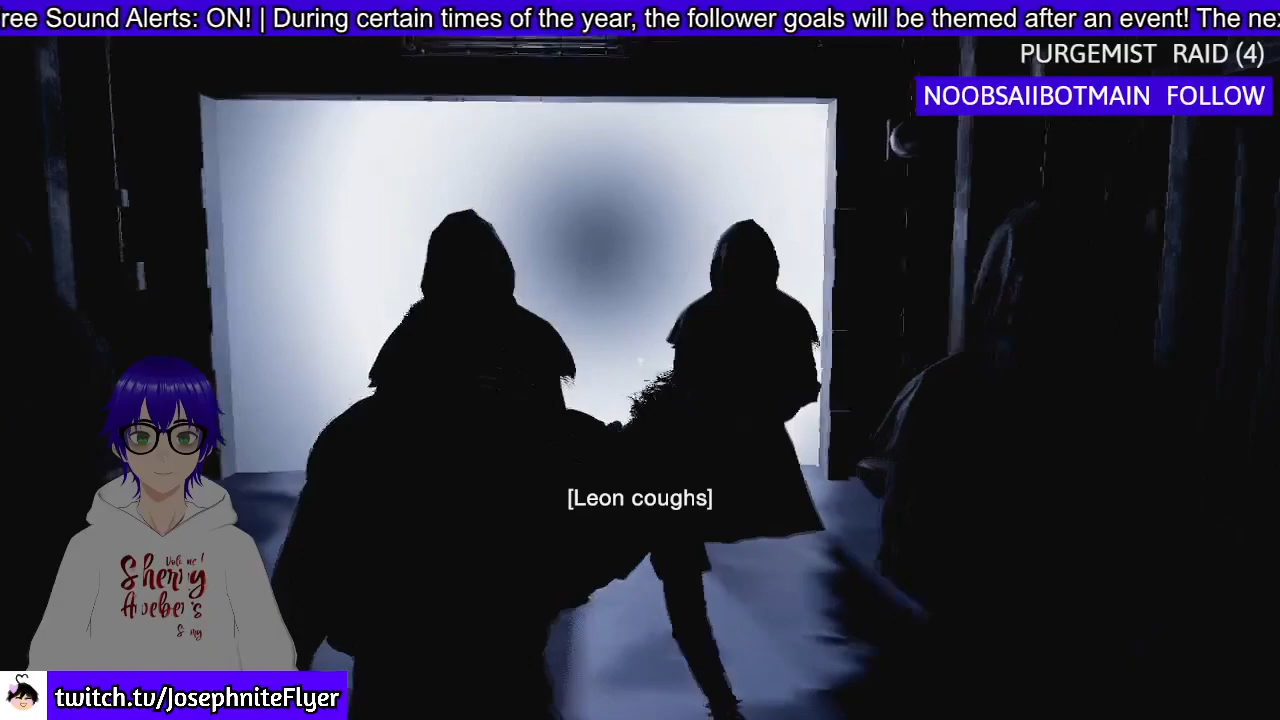 ree Sound Alerts: ON! | During certain times of the year, the follower goals will be themed after an event! The ne
PURGEMIST RAID (4)
NOOBSAIIBOTMAIN FOLLOW
[Leon coughs]
Sherry
twitch.tv/JosephniteFlyer